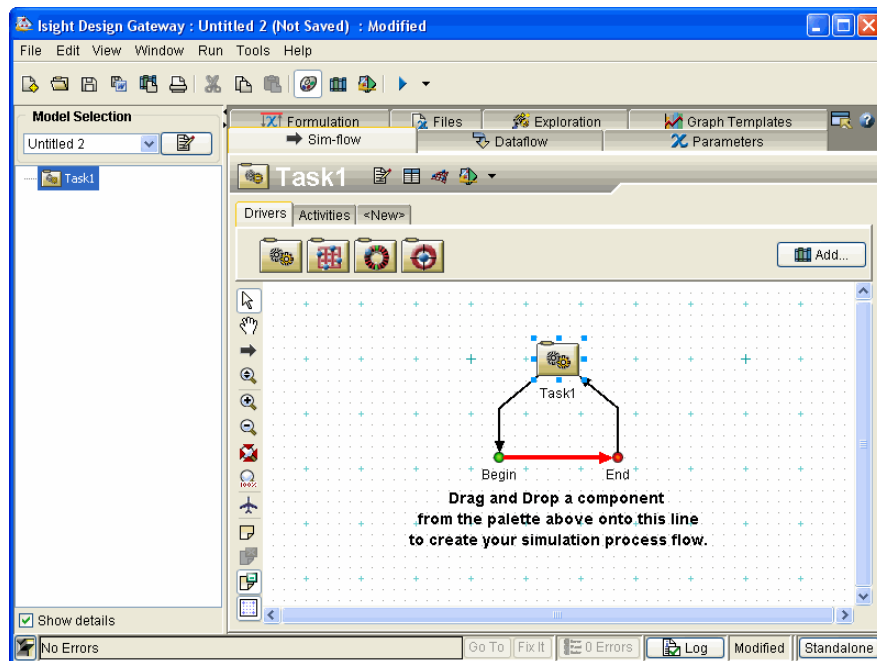 Isight Design Gateway : Untitled 2 (Not Saved) : Modified
File Edit View Window Run Tools Help
Model Selection
Untitled 2
Task1
Show details
Formulation Files Exploration Graph Templates
Sim-flow Dataflow Parameters
Task1
Drivers Activities <New>
Add...
100%
Task1
Begin End
Drag and Drop a component
from the palette above onto this line
to create your simulation process flow.
No Errors Go To Fix It 0 Errors Log Modified Standalone